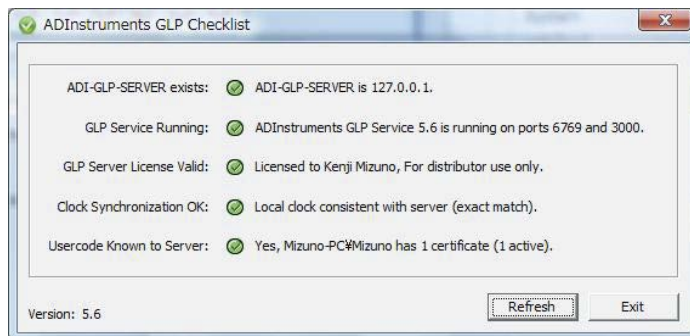 ADInstruments GLP Checklist
ADI-GLP-SERVER exists: ADI-GLP-SERVER is 127.0.0.1.
GLP Service Running: ADInstruments GLP Service 5.6 is running on ports 6769 and 3000.
GLP Server License Valid: Licensed to Kenji Mizuno, For distributor use only.
Clock Synchronization OK: Local clock consistent with server (exact match).
Usercode Known to Server: Yes, Mizuno-PC¥Mizuno has 1 certificate (1 active).
Version: 5.6 Refresh Exit